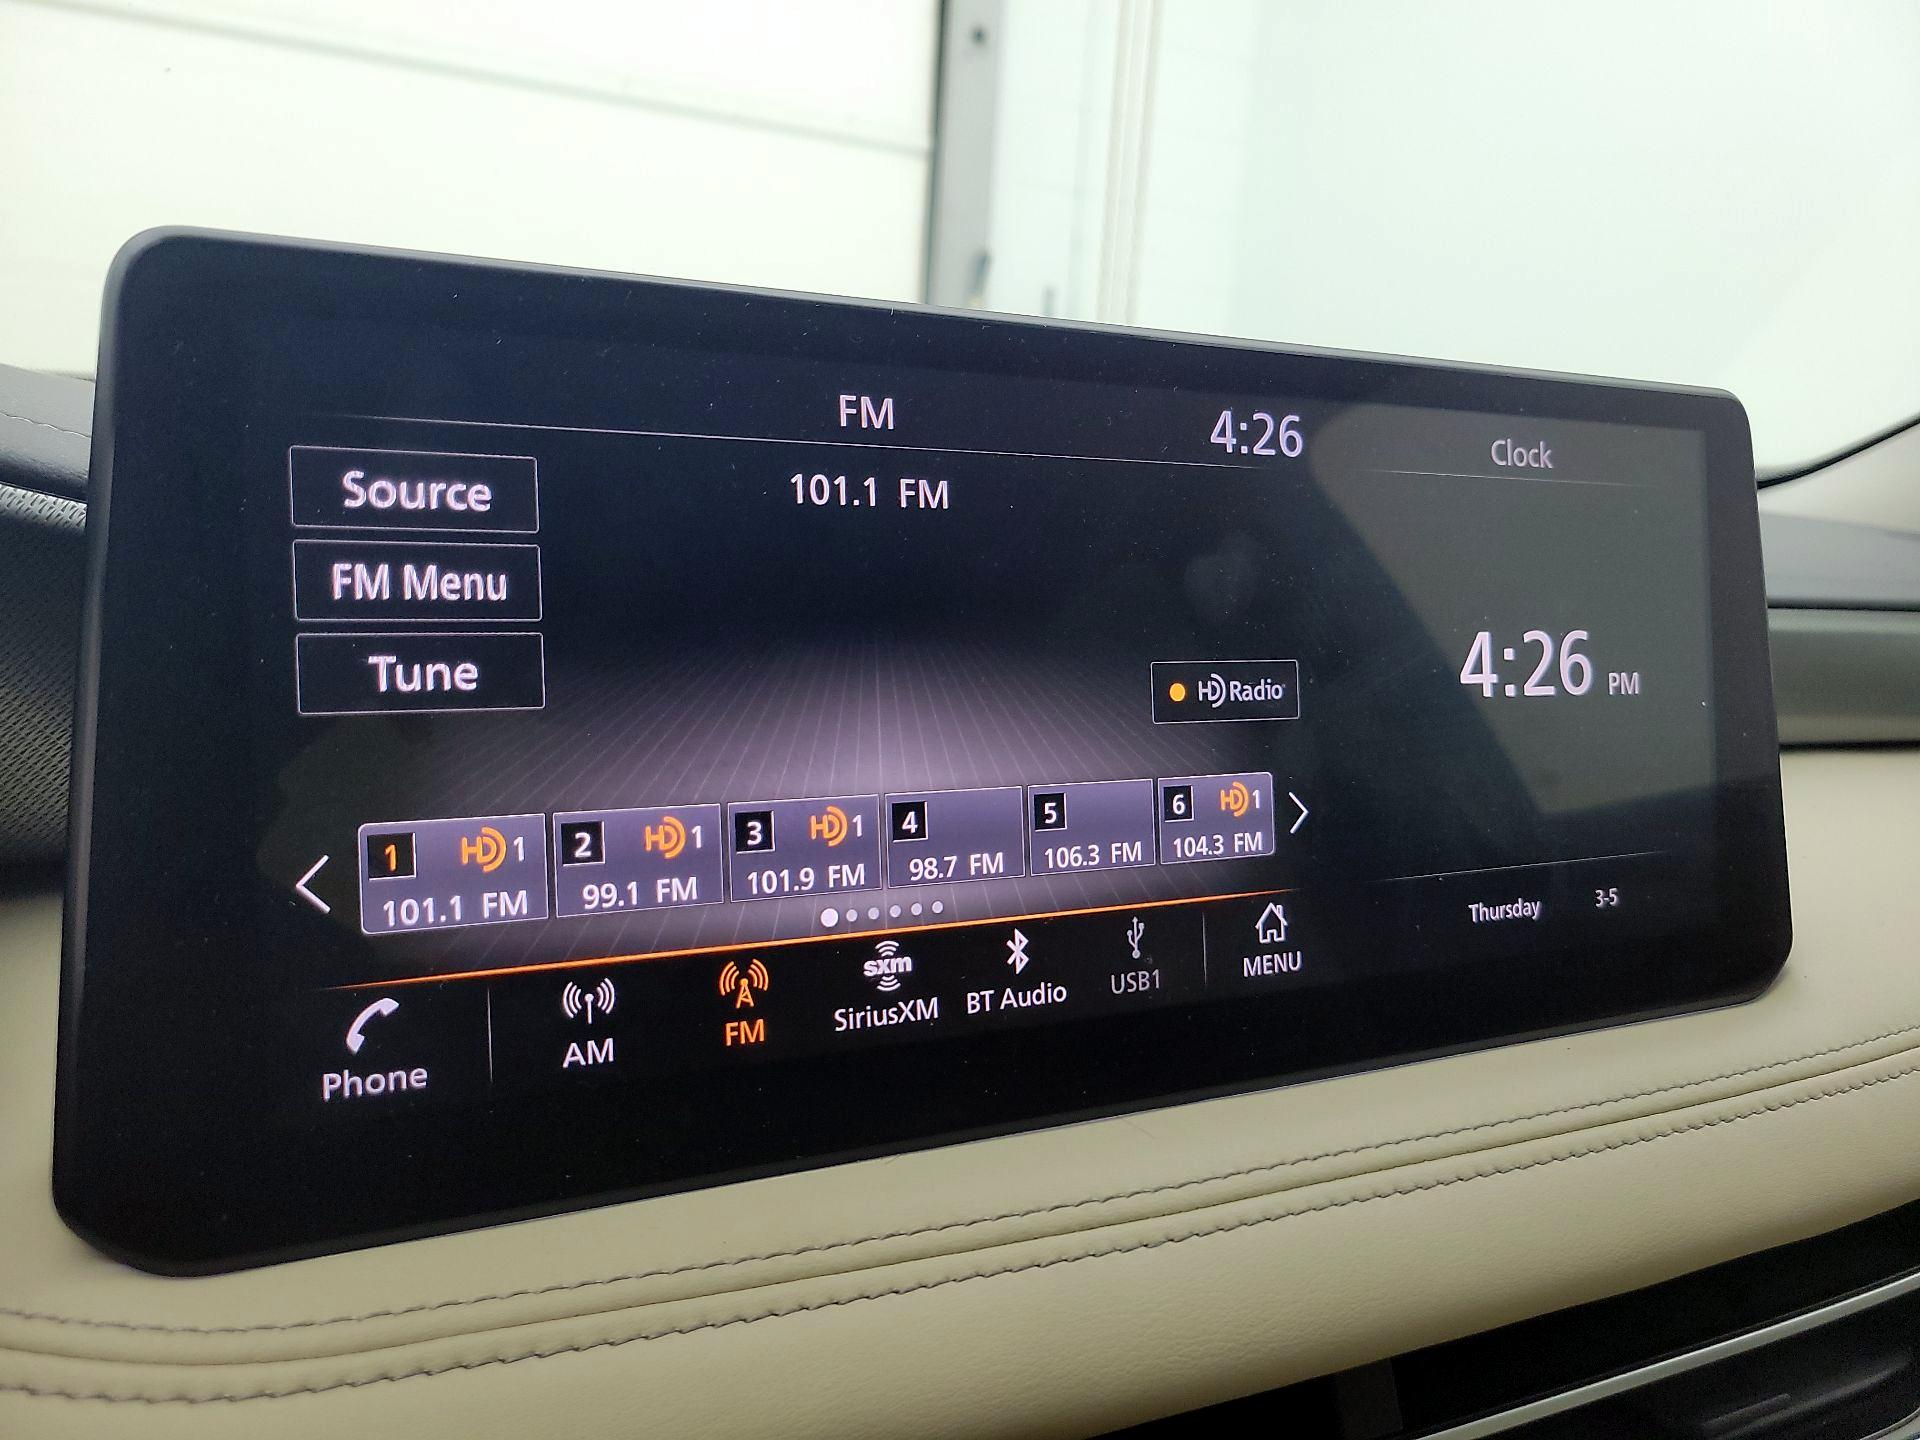 FM
4:26
Clock
Source
101.1 FM
FM Menu
Tune
HD Radio
4:26 PM
1 HD 1
101.1 FM
2 HD 1
99.1 FM
3 HD 1
101.9 FM
4
98.7 FM
5
106.3 FM
6 HD 1
104.3 FM
Thursday 3-5
Phone
AM
FM
sxm
SiriusXM
BT Audio
USB1
MENU